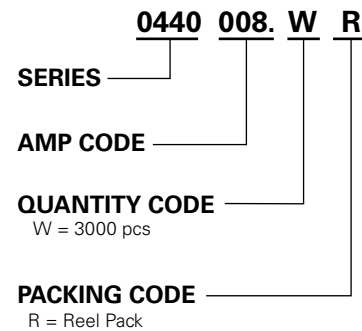 0440 008. W R
SERIES
AMP CODE
QUANTITY CODE
W = 3000 pcs
PACKING CODE
R = Reel Pack